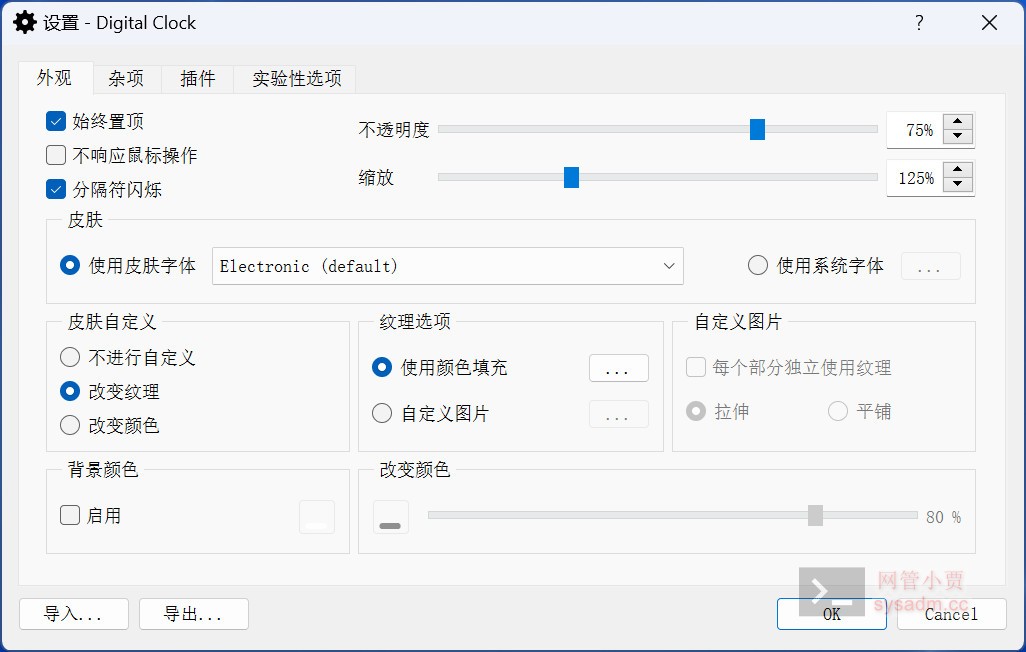 设置 - Digital Clock
?
外观 杂项 插件 实验性选项
始终置顶
不响应鼠标操作
分隔符闪烁
不透明度 75%
缩放 125%
皮肤
使用皮肤字体 Electronic (default) 使用系统字体 ...
皮肤自定义
不进行自定义
改变纹理
改变颜色
纹理选项
使用颜色填充 ...
自定义图片 ...
自定义图片
每个部分独立使用纹理
拉伸 平铺
背景颜色
启用
改变颜色
80 %
网管小贾
sysadm.cc
导入... 导出... OK Cancel